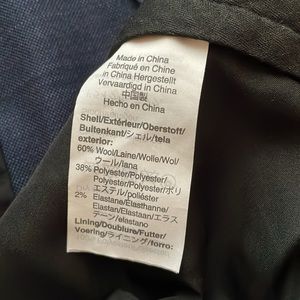 Made in China
Fabriqué en Chine
In China Hergestellt
Vervaardigd in China
中国製
Hecho en China
Shell/Extérieur/Oberstoff/
Buitenkant/シェル/tela
exterior:
60% Wool/Laine/Wolle/Wol/
ウール/lana
38% Polyester/Polyester/
Polyester/Polyester/ポリ
エステル/poliéster
2% Elastane/Élasthanne/
Elastan/Elastaan/エラス
テーン/elastano
Lining/Doublure/Futter/
Voering/ライニング/forro: